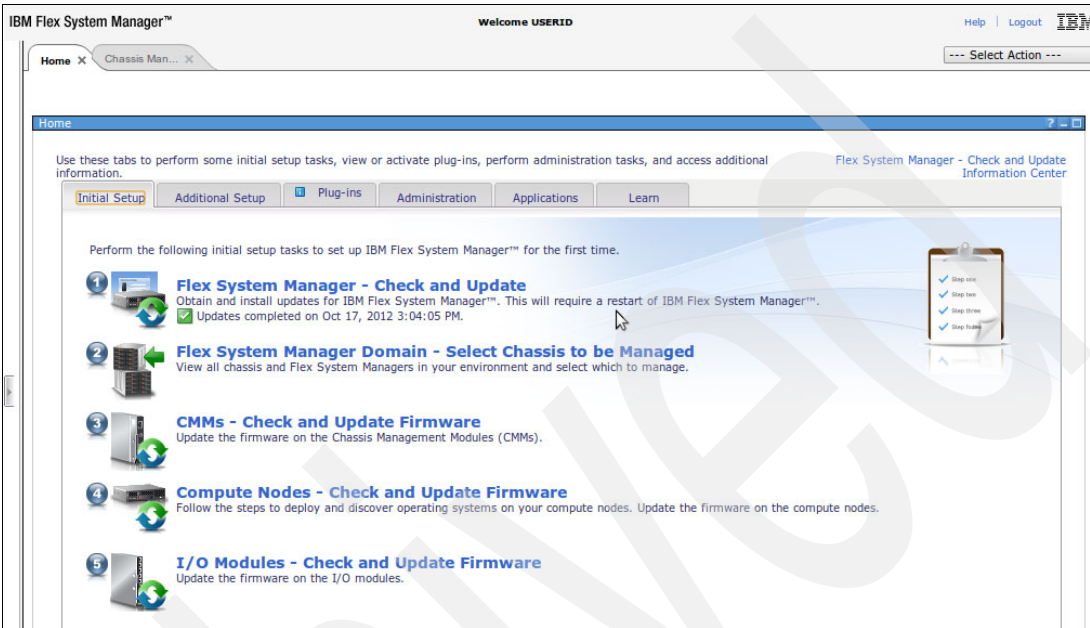 IBM Flex System Manager™
Welcome USERID
Help | Logout IBM
Home X Chassis Man... X
--- Select Action ---
Home
? – □
Use these tabs to perform some initial setup tasks, view or activate plug-ins, perform administration tasks, and access additional
information.
Flex System Manager - Check and Update
Information Center
Initial Setup Additional Setup i Plug-ins Administration Applications Learn
Perform the following initial setup tasks to set up IBM Flex System Manager™ for the first time.
1 Flex System Manager - Check and Update
Obtain and install updates for IBM Flex System Manager™. This will require a restart of IBM Flex System Manager™.
Updates completed on Oct 17, 2012 3:04:05 PM.
Step one
Step two
Step three
2 Flex System Manager Domain - Select Chassis to be Managed
View all chassis and Flex System Managers in your environment and select which to manage.
3 CMMs - Check and Update Firmware
Update the firmware on the Chassis Management Modules (CMMs).
4 Compute Nodes - Check and Update Firmware
Follow the steps to deploy and discover operating systems on your compute nodes. Update the firmware on the compute nodes.
5 I/O Modules - Check and Update Firmware
Update the firmware on the I/O modules.